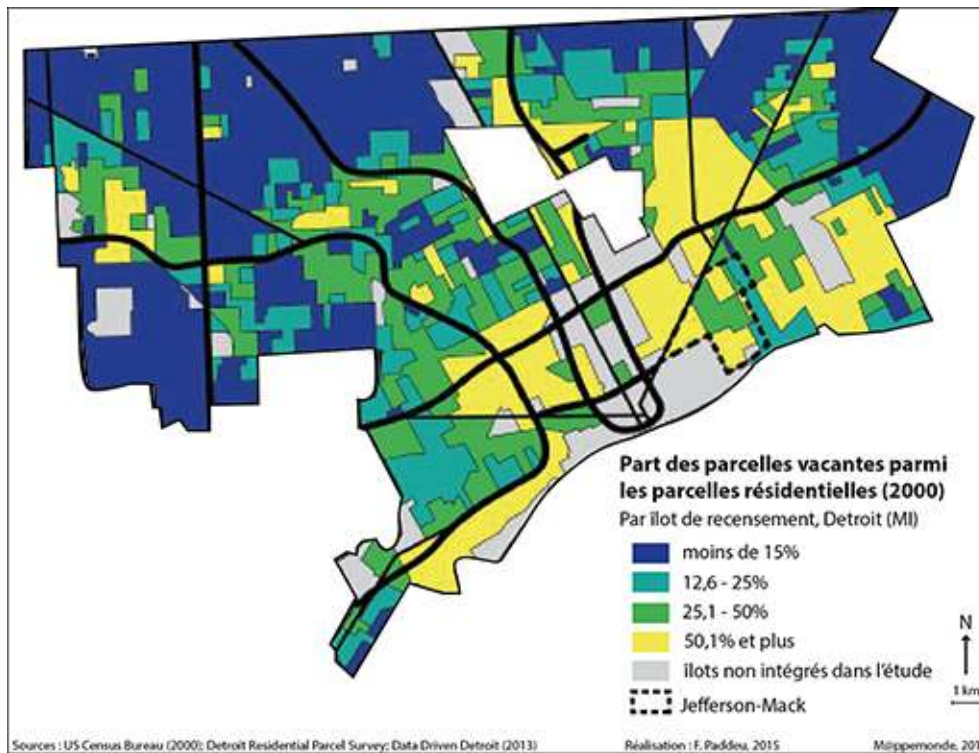 Part des parcelles vacantes parmi
les parcelles résidentielles (2000)
Par îlot de recensement, Detroit (MI)
moins de 15%
12,6 - 25%
25,1 - 50%
50,1% et plus
îlots non intégrés dans l'étude
Jefferson-Mack
N
1 km
Sources : US Census Bureau (2000); Detroit Residential Parcel Survey; Data Driven Detroit (2013)
Réalisation : F. Paddeu, 2015
M@ppemonde, 20